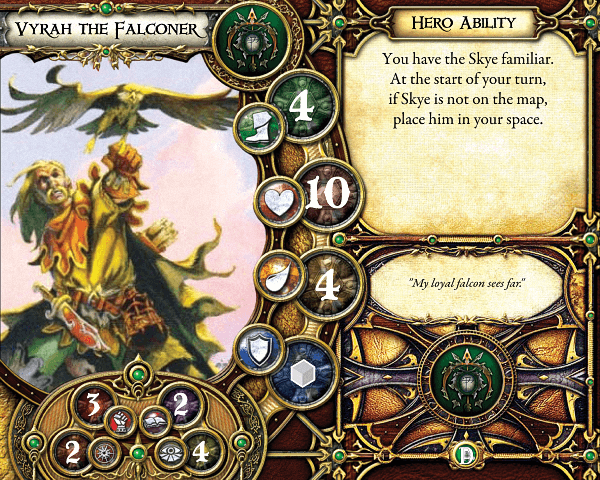 VYRAH THE FALCONER
4
10
4
3
2
2
4
HERO ABILITY
You have the Skye familiar.
At the start of your turn,
if Skye is not on the map,
place him in your space.
"My loyal falcon sees far."
D